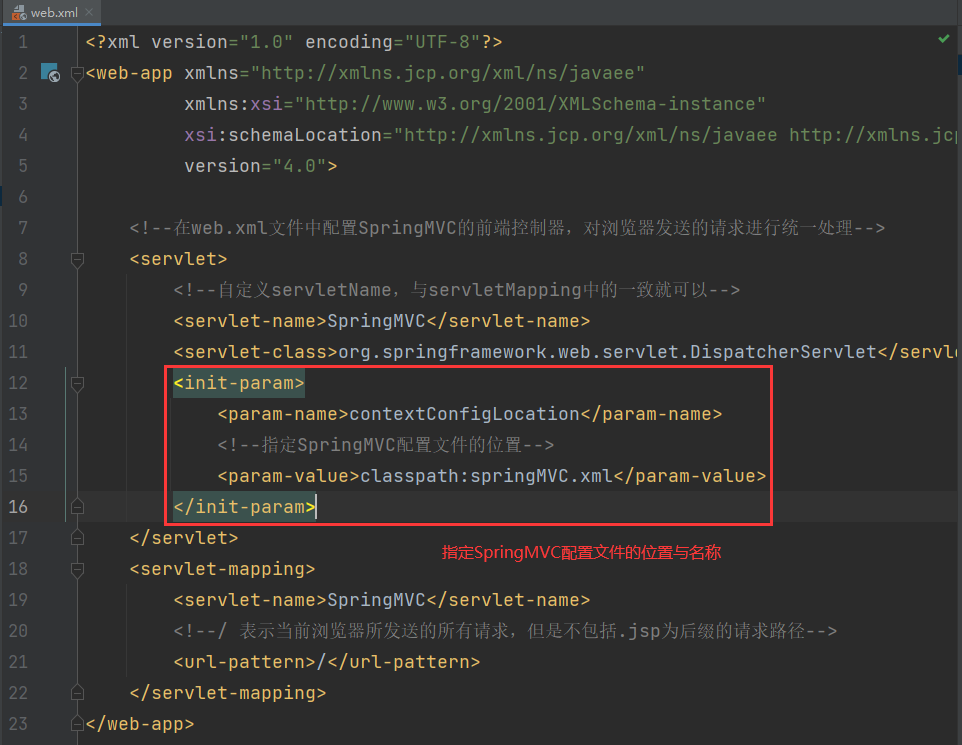 web.xml
1 <?xml version="1.0" encoding="UTF-8"?>
2 <web-app xmlns="http://xmlns.jcp.org/xml/ns/javaee"
3 xmlns:xsi="http://www.w3.org/2001/XMLSchema-instance"
4 xsi:schemaLocation="http://xmlns.jcp.org/xml/ns/javaee http://xmlns.jcp
5 version="4.0">
6
7 <!--在web.xml文件中配置SpringMVC的前端控制器，对浏览器发送的请求进行统一处理-->
8 <servlet>
9 <!--自定义servletName，与servletMapping中的一致就可以-->
10 <servlet-name>SpringMVC</servlet-name>
11 <servlet-class>org.springframework.web.servlet.DispatcherServlet</servl
12 <init-param>
13 <param-name>contextConfigLocation</param-name>
14 <!--指定SpringMVC配置文件的位置-->
15 <param-value>classpath:springMVC.xml</param-value>
16 </init-param>
17 </servlet>
指定SpringMVC配置文件的位置与名称
18 <servlet-mapping>
19 <servlet-name>SpringMVC</servlet-name>
20 <!--/ 表示当前浏览器所发送的所有请求，但是不包括.jsp为后缀的请求路径-->
21 <url-pattern>/</url-pattern>
22 </servlet-mapping>
23 </web-app>